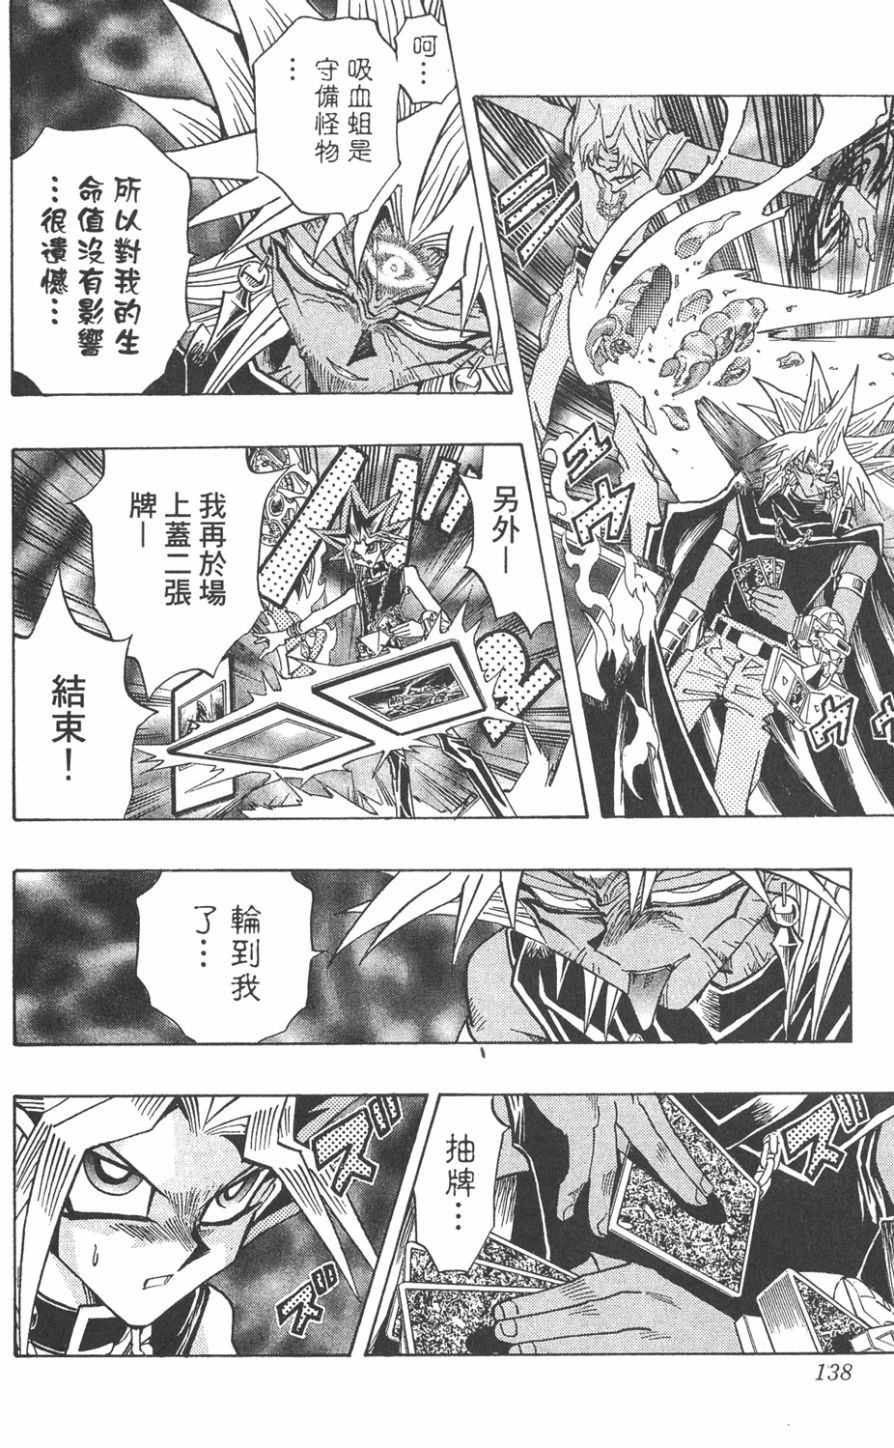 呵…
吸血蛆是
守備怪物
…
所以對我的生
命值沒有影響
…很遺憾…
另外－
我再於場
上蓋二張
牌－
結束！
輪到我
了…
抽牌…
138